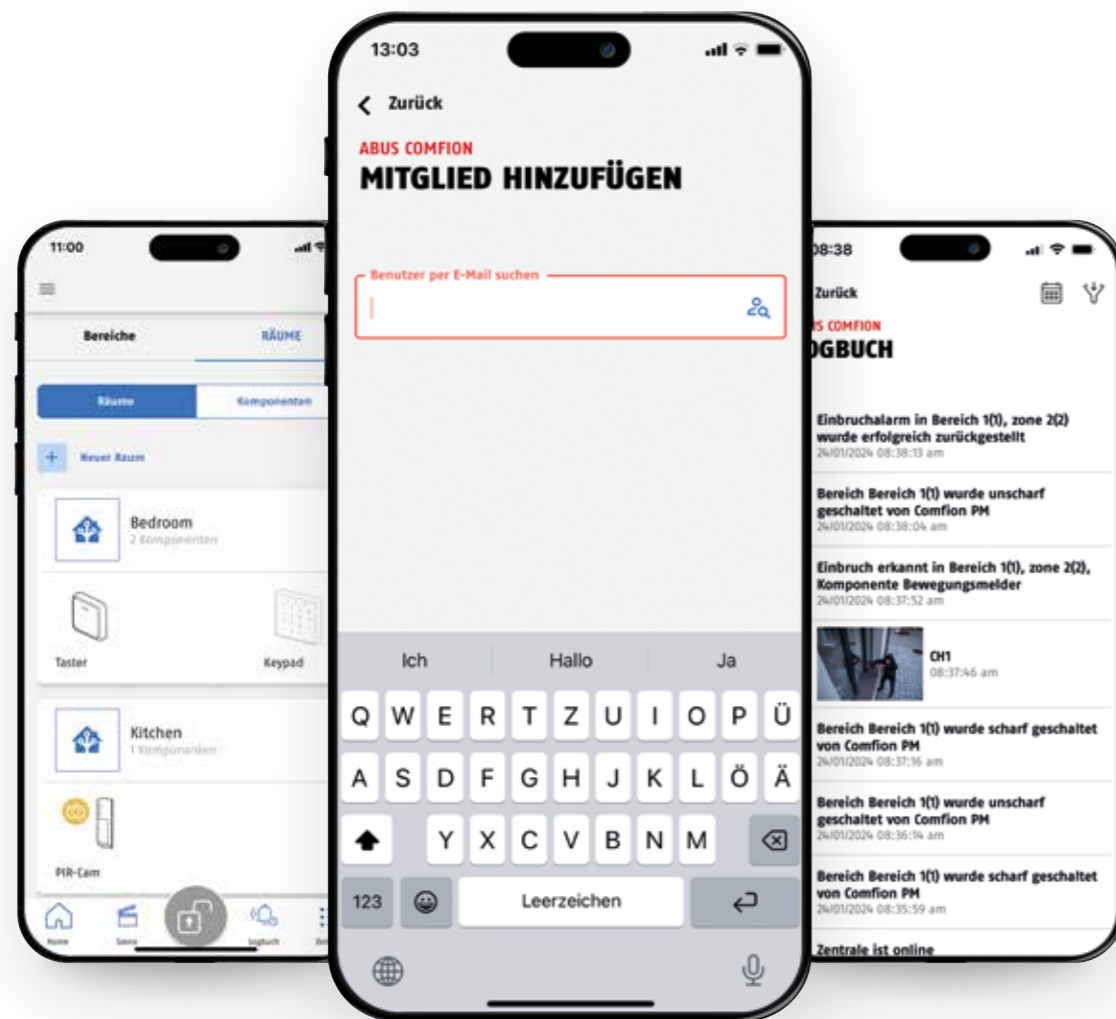 11:00
Bereiche
RÄUME
Räume
Komponenten
+ Neuer Raum
Bedroom
2 Komponenten
Taster
Keypad
Kitchen
PIR-Cam
Home
Logbuch
13:03
Zurück
ABUS COMFION
MITGLIED HINZUFÜGEN
Benutzer per E-Mail suchen
Ich Hallo Ja
Q W E R T Z U I O P Ü
A S D F G H J K L Ö Ä
Y X C V B N M
123
Leerzeichen
08:38
Zurück
COMFION
OGBUCH
Einbruchalarm in Bereich 1(1), zone 2(2)
wurde erfolgreich zurückgestellt
24/01/2024 08:38:13 am
Bereich Bereich 1(1) wurde unscharf
geschaltet von Comfion PM
24/01/2024 08:38:04 am
Einbruch erkannt in Bereich 1(1), zone 2(2),
Komponente Bewegungsmelder
24/01/2024 08:37:52 am
CH1
08:37:46 am
Bereich Bereich 1(1) wurde scharf geschaltet
von Comfion PM
24/01/2024 08:37:16 am
Bereich Bereich 1(1) wurde unscharf
geschaltet von Comfion PM
24/01/2024 08:36:14 am
Bereich Bereich 1(1) wurde scharf geschaltet
von Comfion PM
24/01/2024 08:35:59 am
Zentrale ist online